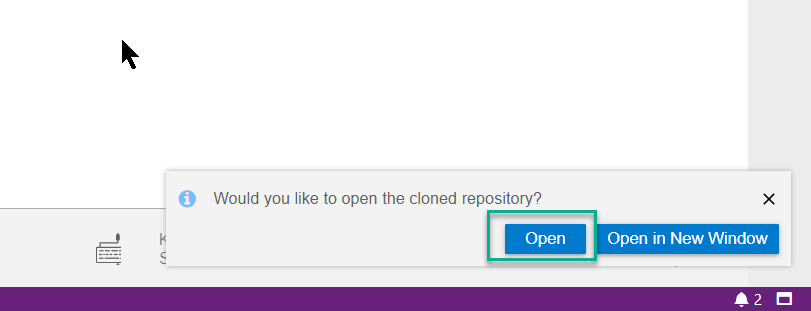 Would you like to open the cloned repository?
Open
Open in New Window
K
S
2